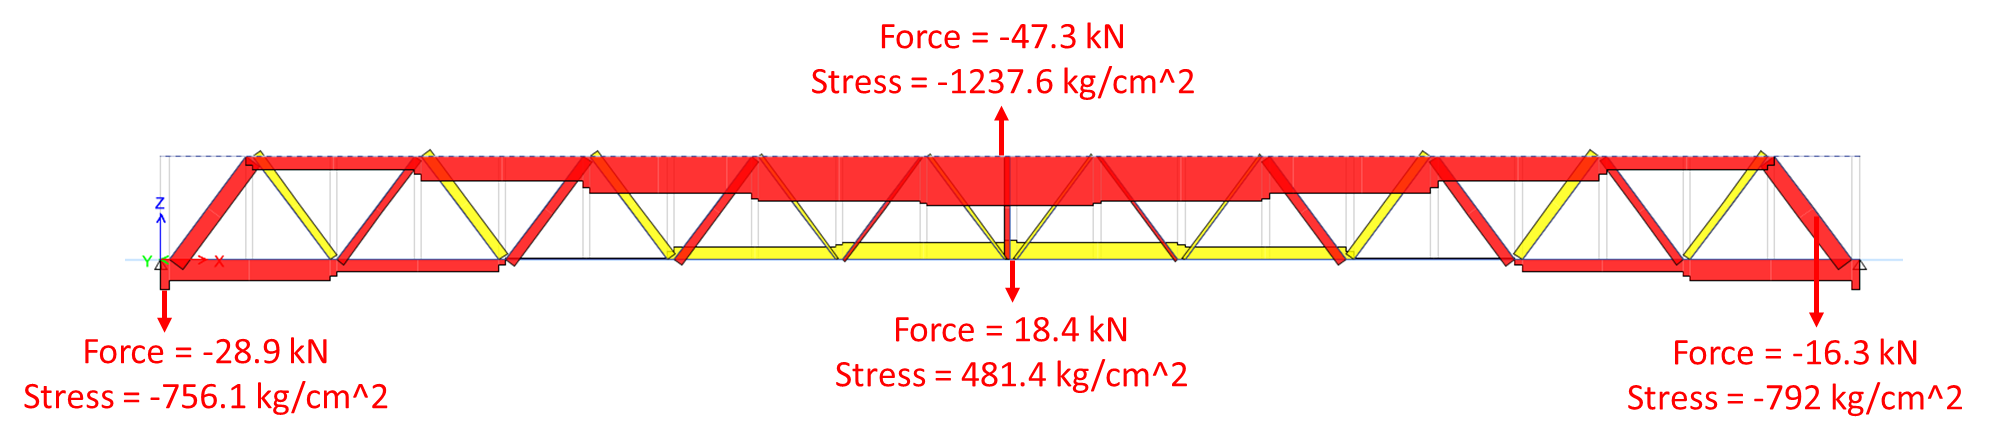 Force = -47.3 kN
Stress = -1237.6 kg/cm^2
Z
Y
X
Force = -28.9 kN
Stress = -756.1 kg/cm^2
Force = 18.4 kN
Stress = 481.4 kg/cm^2
Force = -16.3 kN
Stress = -792 kg/cm^2